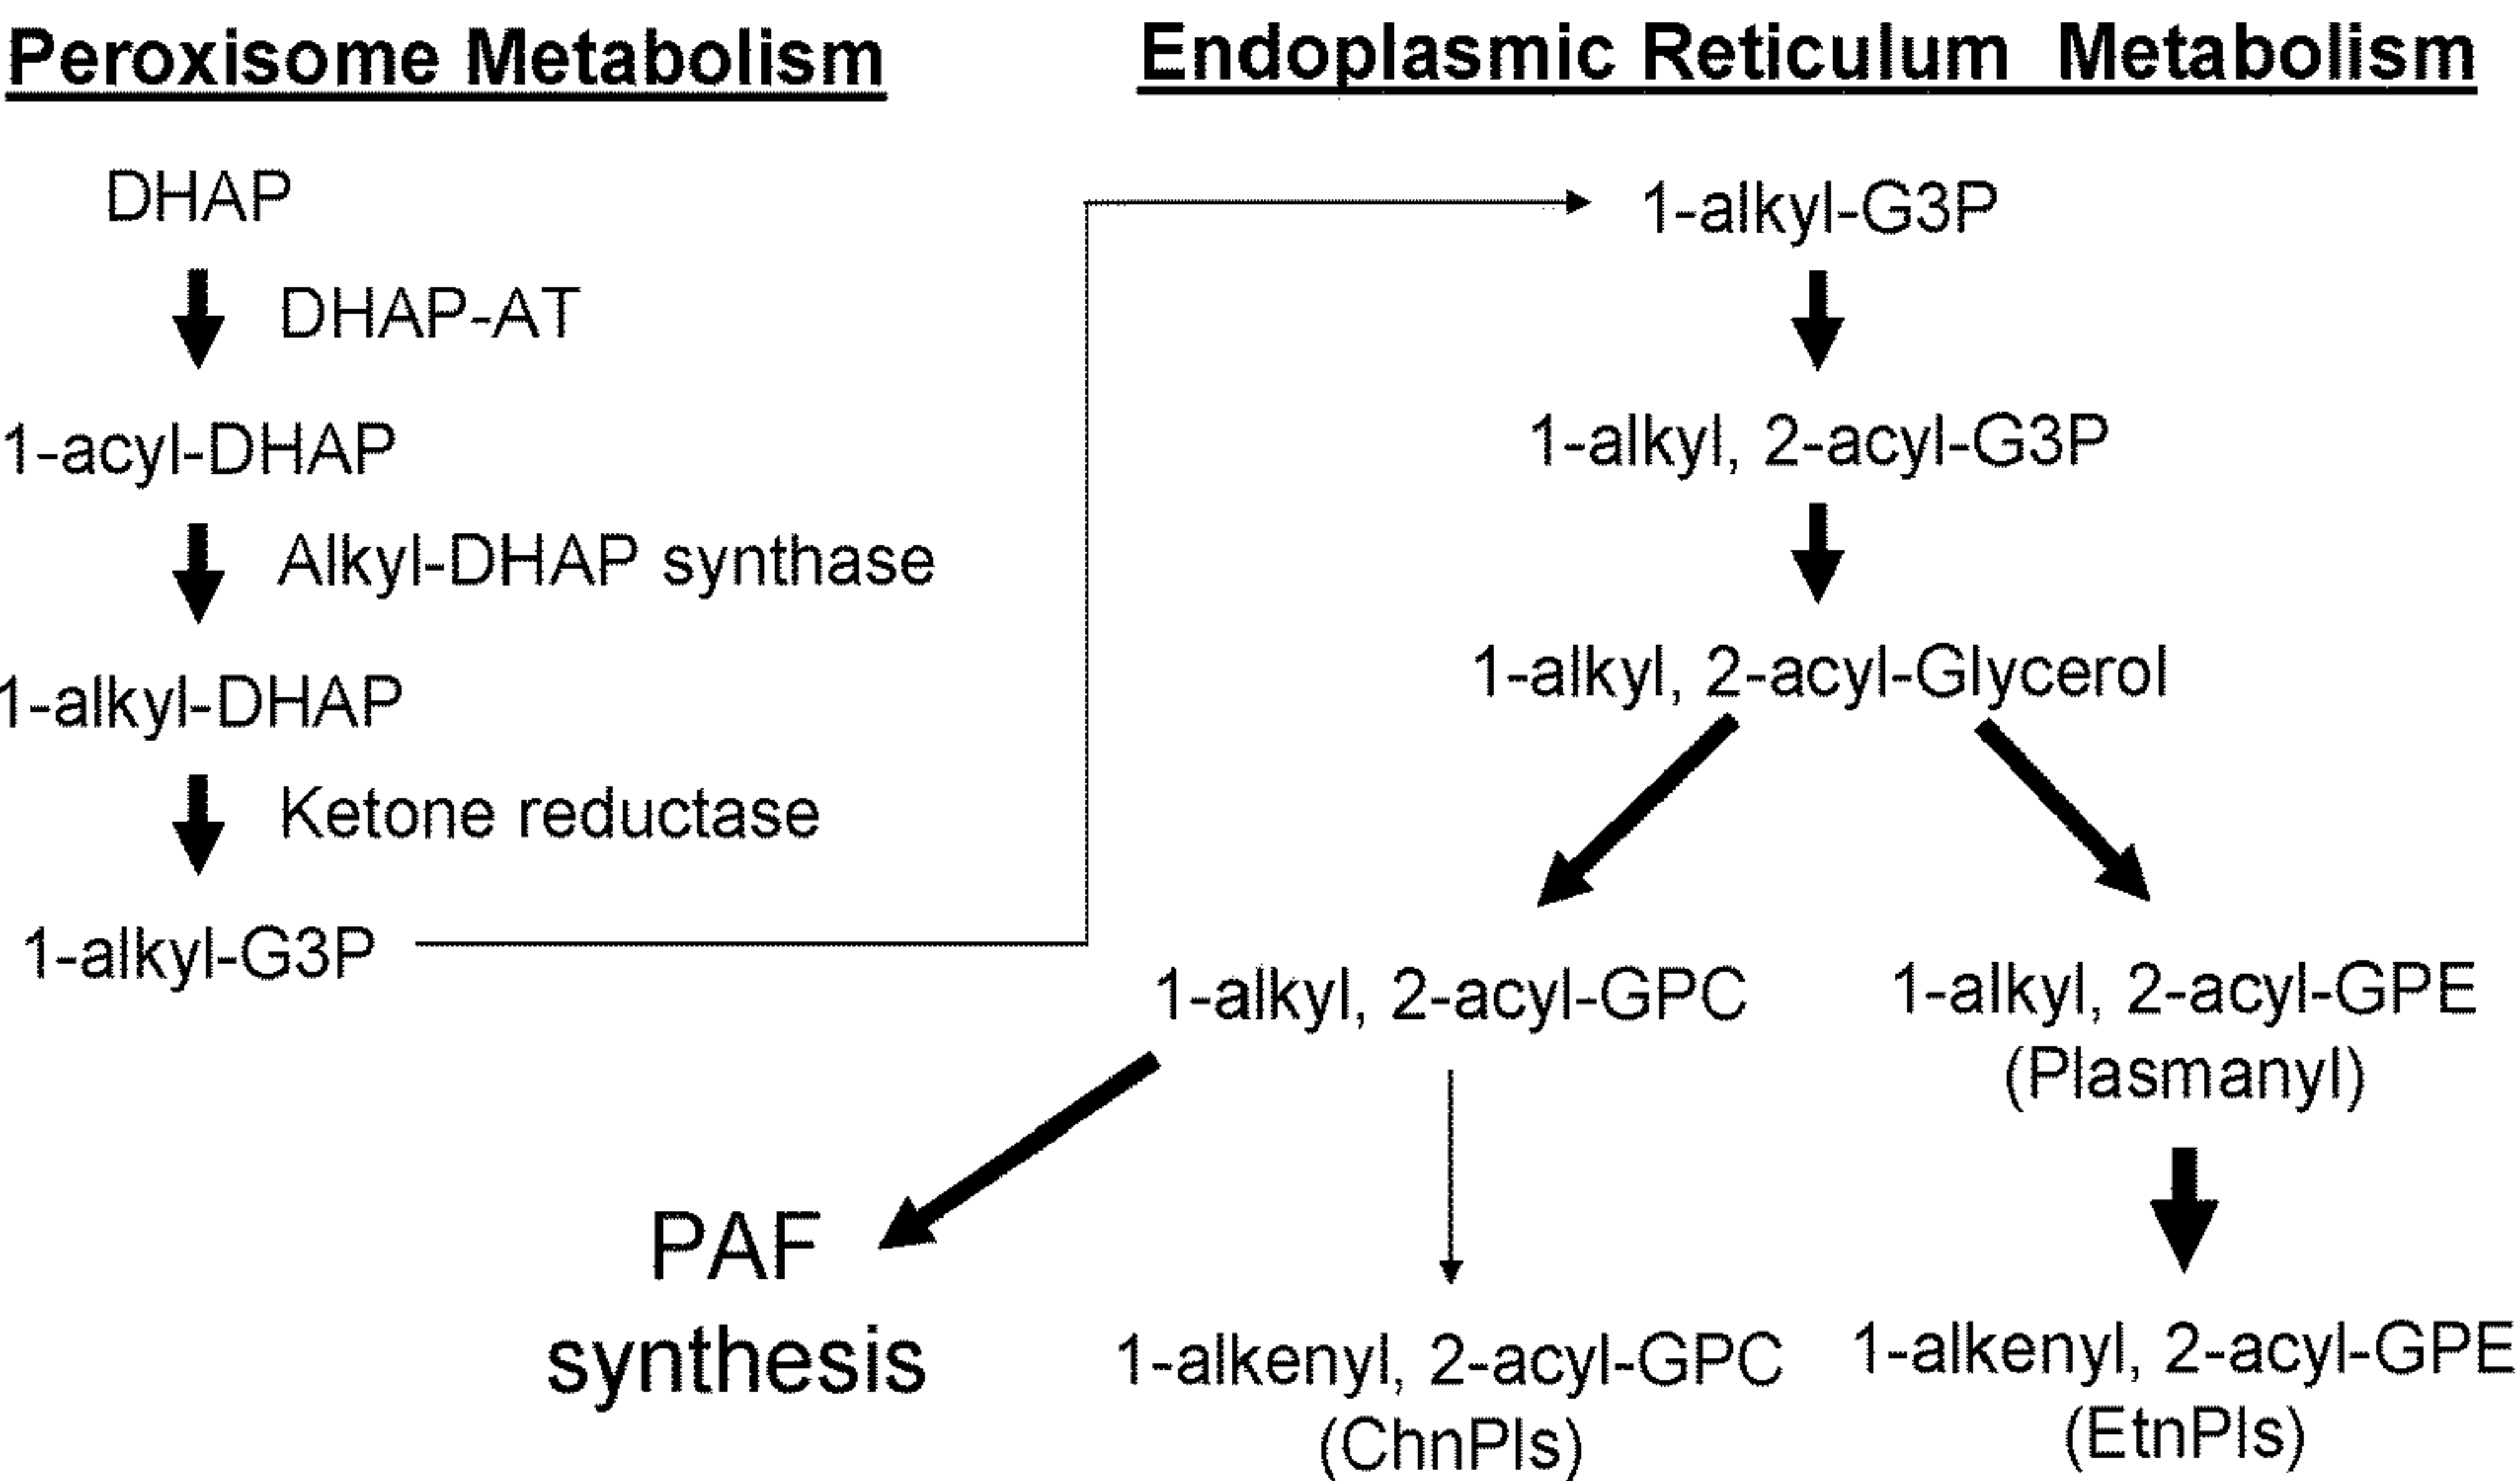 Peroxisome Metabolism
DHAP
DHAP-AT
1-acyl-DHAP
Alkyl-DHAP synthase
1-alkyl-DHAP
Ketone reductase
1-alkyl-G3P
Endoplasmic Reticulum Metabolism
1-alkyl-G3P
1-alkyl, 2-acyl-G3P
1-alkyl, 2-acyl-Glycerol
1-alkyl, 2-acyl-GPC
1-alkyl, 2-acyl-GPE
(Plasmanyl)
PAF
synthesis
1-alkenyl, 2-acyl-GPC
(ChnPls)
1-alkenyl, 2-acyl-GPE
(EtnPls)